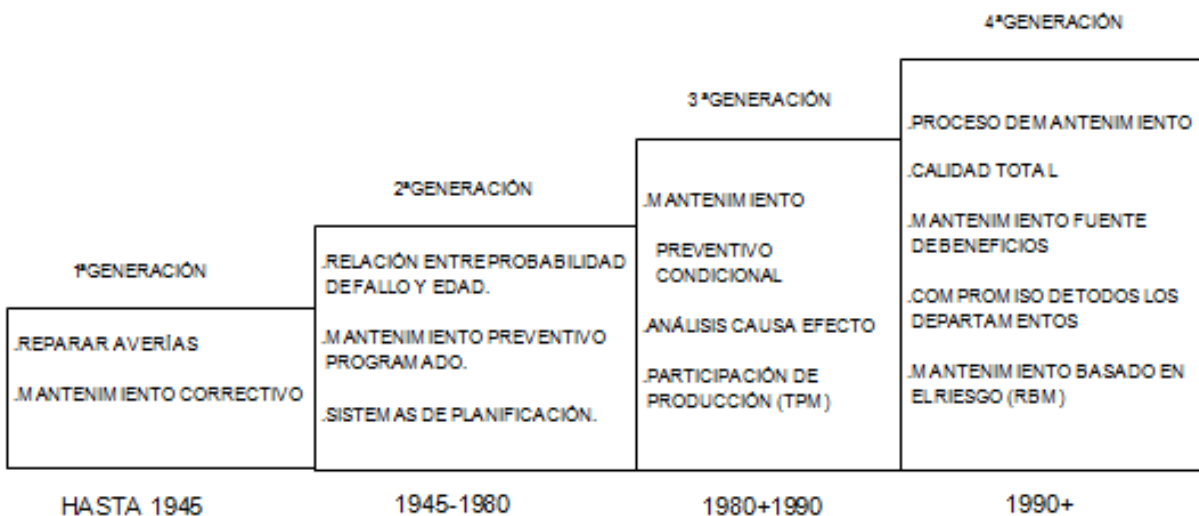 1ªGENERACIÓN
.REPARAR AVERÍAS
.MANTENIMIENTO CORRECTIVO
HASTA 1945
2ªGENERACIÓN
.RELACIÓN ENTRE PROBABILIDAD
DE FALLO Y EDAD.
.MANTENIMIENTO PREVENTIVO
PROGRAMADO.
.SISTEMAS DE PLANIFICACIÓN.
1945-1980
3ªGENERACIÓN
.MANTENIMIENTO
PREVENTIVO
CONDICIONAL
.ANÁLISIS CAUSA EFECTO
.PARTICIPACIÓN DE
PRODUCCIÓN (TPM)
1980+1990
4ªGENERACIÓN
.PROCESO DE MANTENIMIENTO
.CALIDAD TOTAL
.MANTENIMIENTO FUENTE
DE BENEFICIOS
.COMPROMISO DE TODOS LOS
DEPARTAMENTOS
.MANTENIMIENTO BASADO EN
EL RIESGO (RBM)
1990+